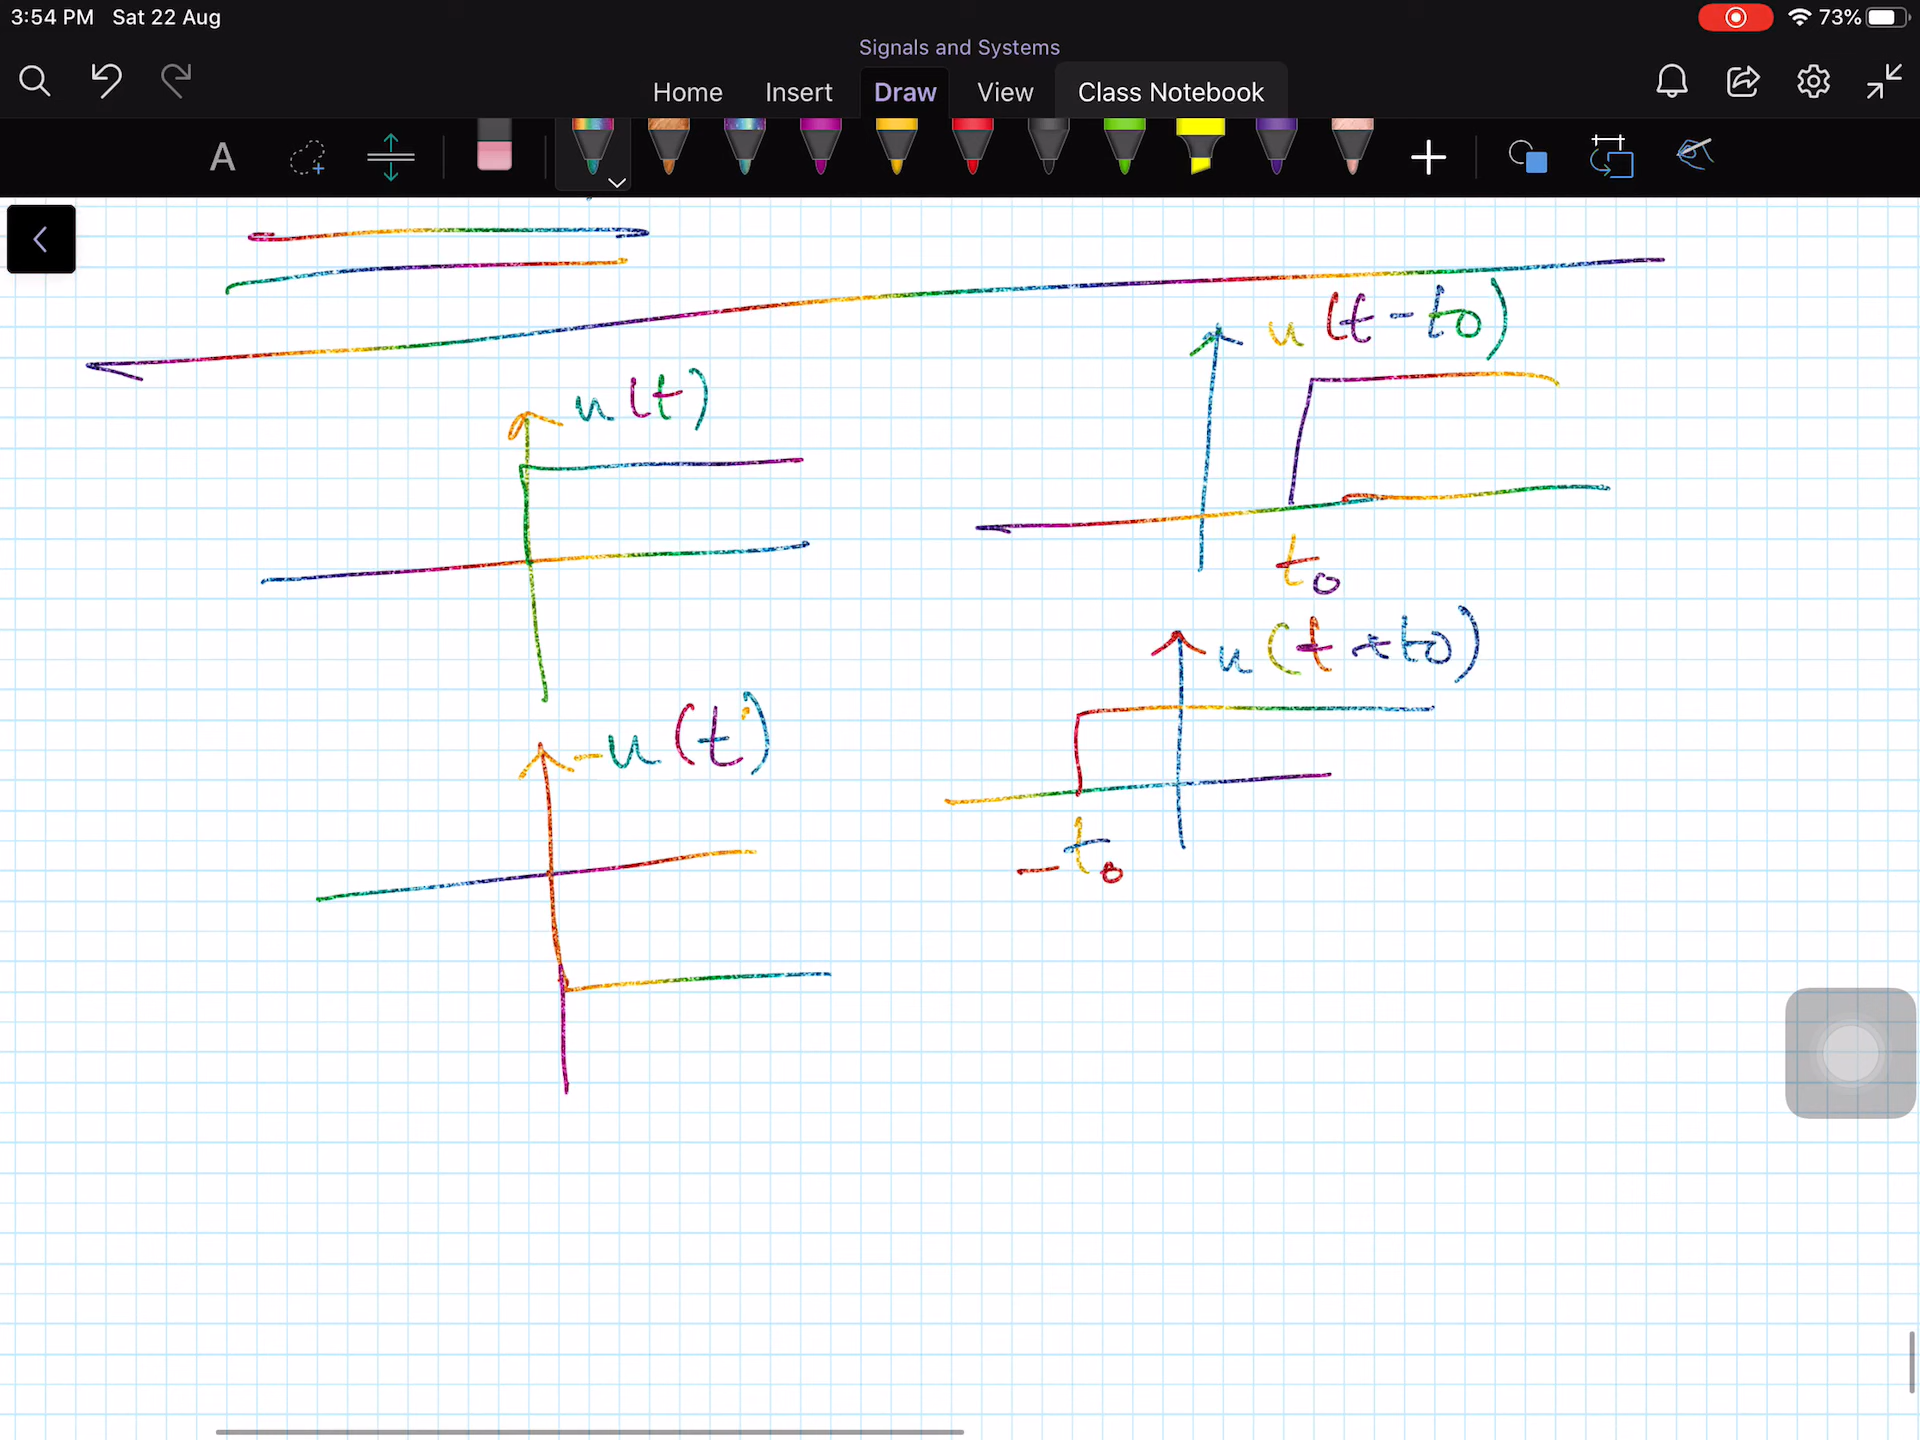 3:54 PM Sat 22 Aug
73%
Signals and Systems
Home Insert Draw View Class Notebook
A
u(t-to)
u(t)
to
u(t+to)
-u(t)
-to